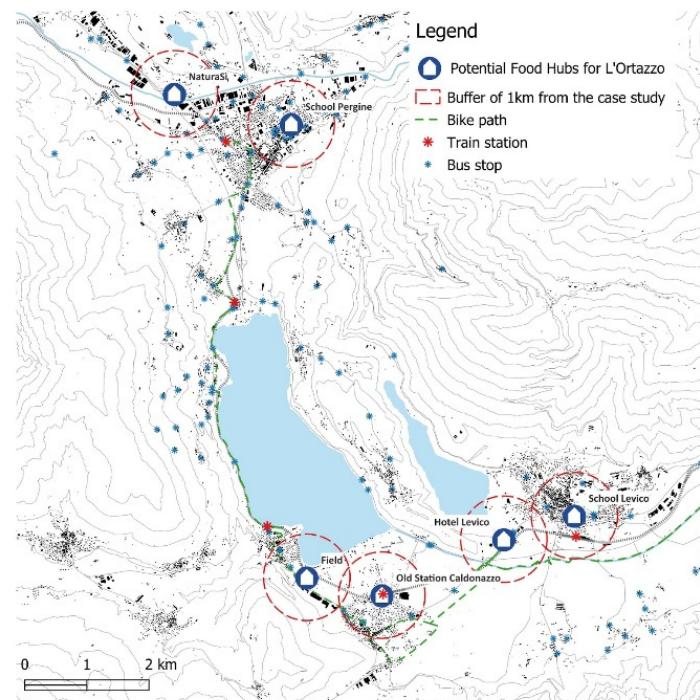 Legend
Potential Food Hubs for L'Ortazzo
Buffer of 1km from the case study
Bike path
Train station
Bus stop
NaturaSì
School Pergine
School Levico
Hotel Levico
Field
Old Station Caldonazzo
0 1 2 km